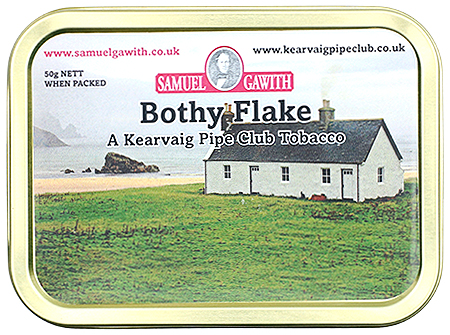 www.samuelgawith.co.uk
www.kearvaigpipeclub.co.uk
50g NETT
WHEN PACKED
SAMUEL GAWITH
Bothy Flake
A Kearvaig Pipe Club Tobacco